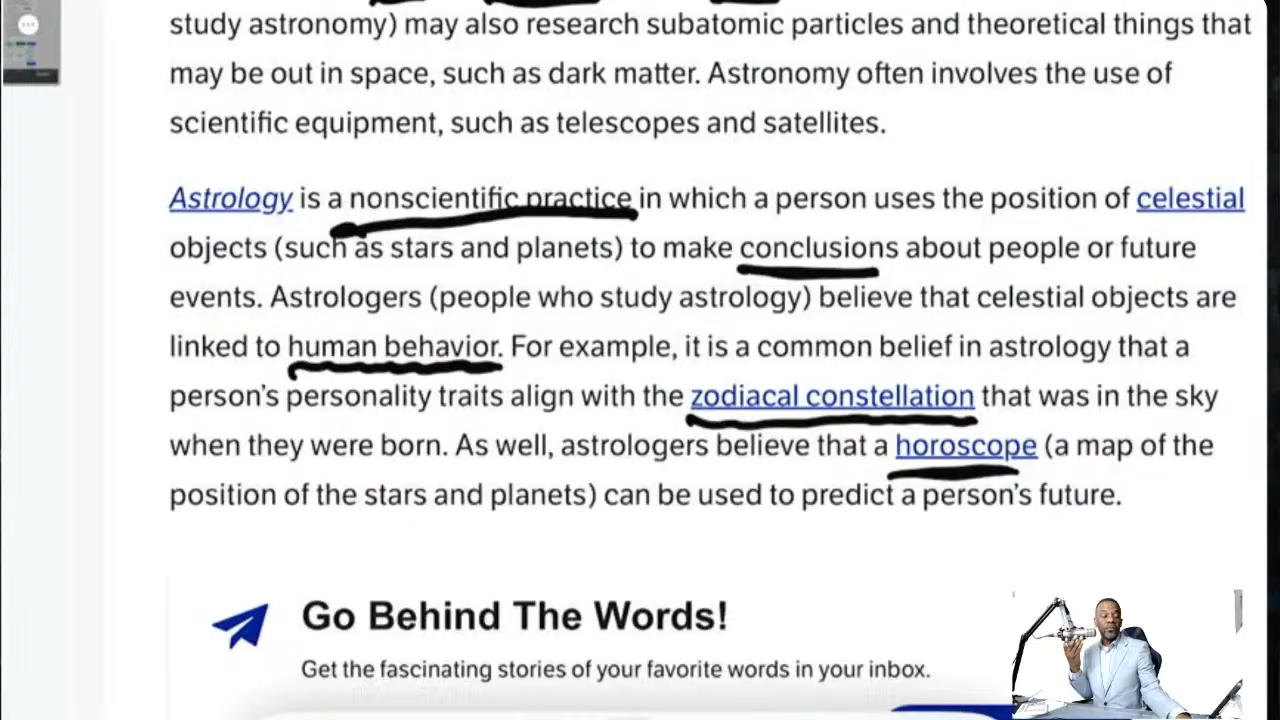 study astronomy) may also research subatomic particles and theoretical things that
may be out in space, such as dark matter. Astronomy often involves the use of
scientific equipment, such as telescopes and satellites.
Astrology is a nonscientific practice in which a person uses the position of celestial
objects (such as stars and planets) to make conclusions about people or future
events. Astrologers (people who study astrology) believe that celestial objects are
linked to human behavior. For example, it is a common belief in astrology that a
person’s personality traits align with the zodiacal constellation that was in the sky
when they were born. As well, astrologers believe that a horoscope (a map of the
position of the stars and planets) can be used to predict a person’s future.
Go Behind The Words!
Get the fascinating stories of your favorite words in your inbox.